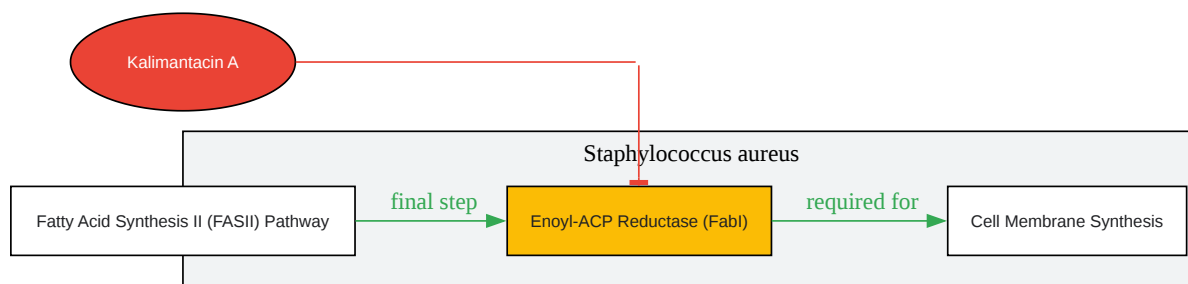 Kalimantacin A
Staphylococcus aureus
Fatty Acid Synthesis II (FASII) Pathway
final step
Enoyl-ACP Reductase (FabI)
required for
Cell Membrane Synthesis